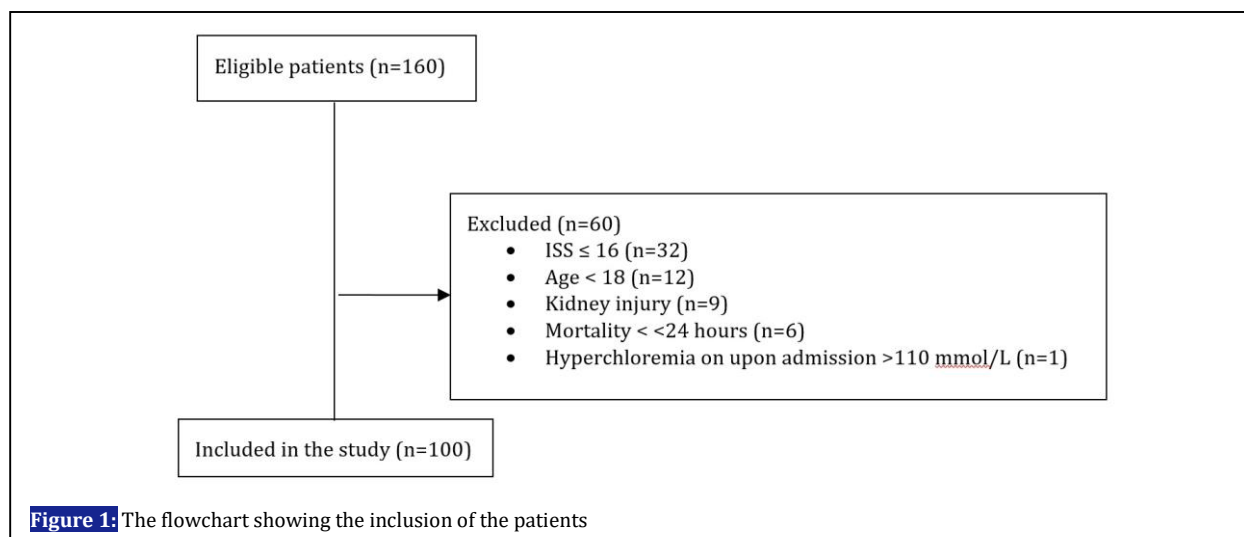 Eligible patients (n=160)
Excluded (n=60)
• ISS ≤ 16 (n=32)
• Age < 18 (n=12)
• Kidney injury (n=9)
• Mortality < <24 hours (n=6)
• Hyperchloremia on upon admission >110 mmol/L (n=1)
Included in the study (n=100)
Figure 1: The flowchart showing the inclusion of the patients